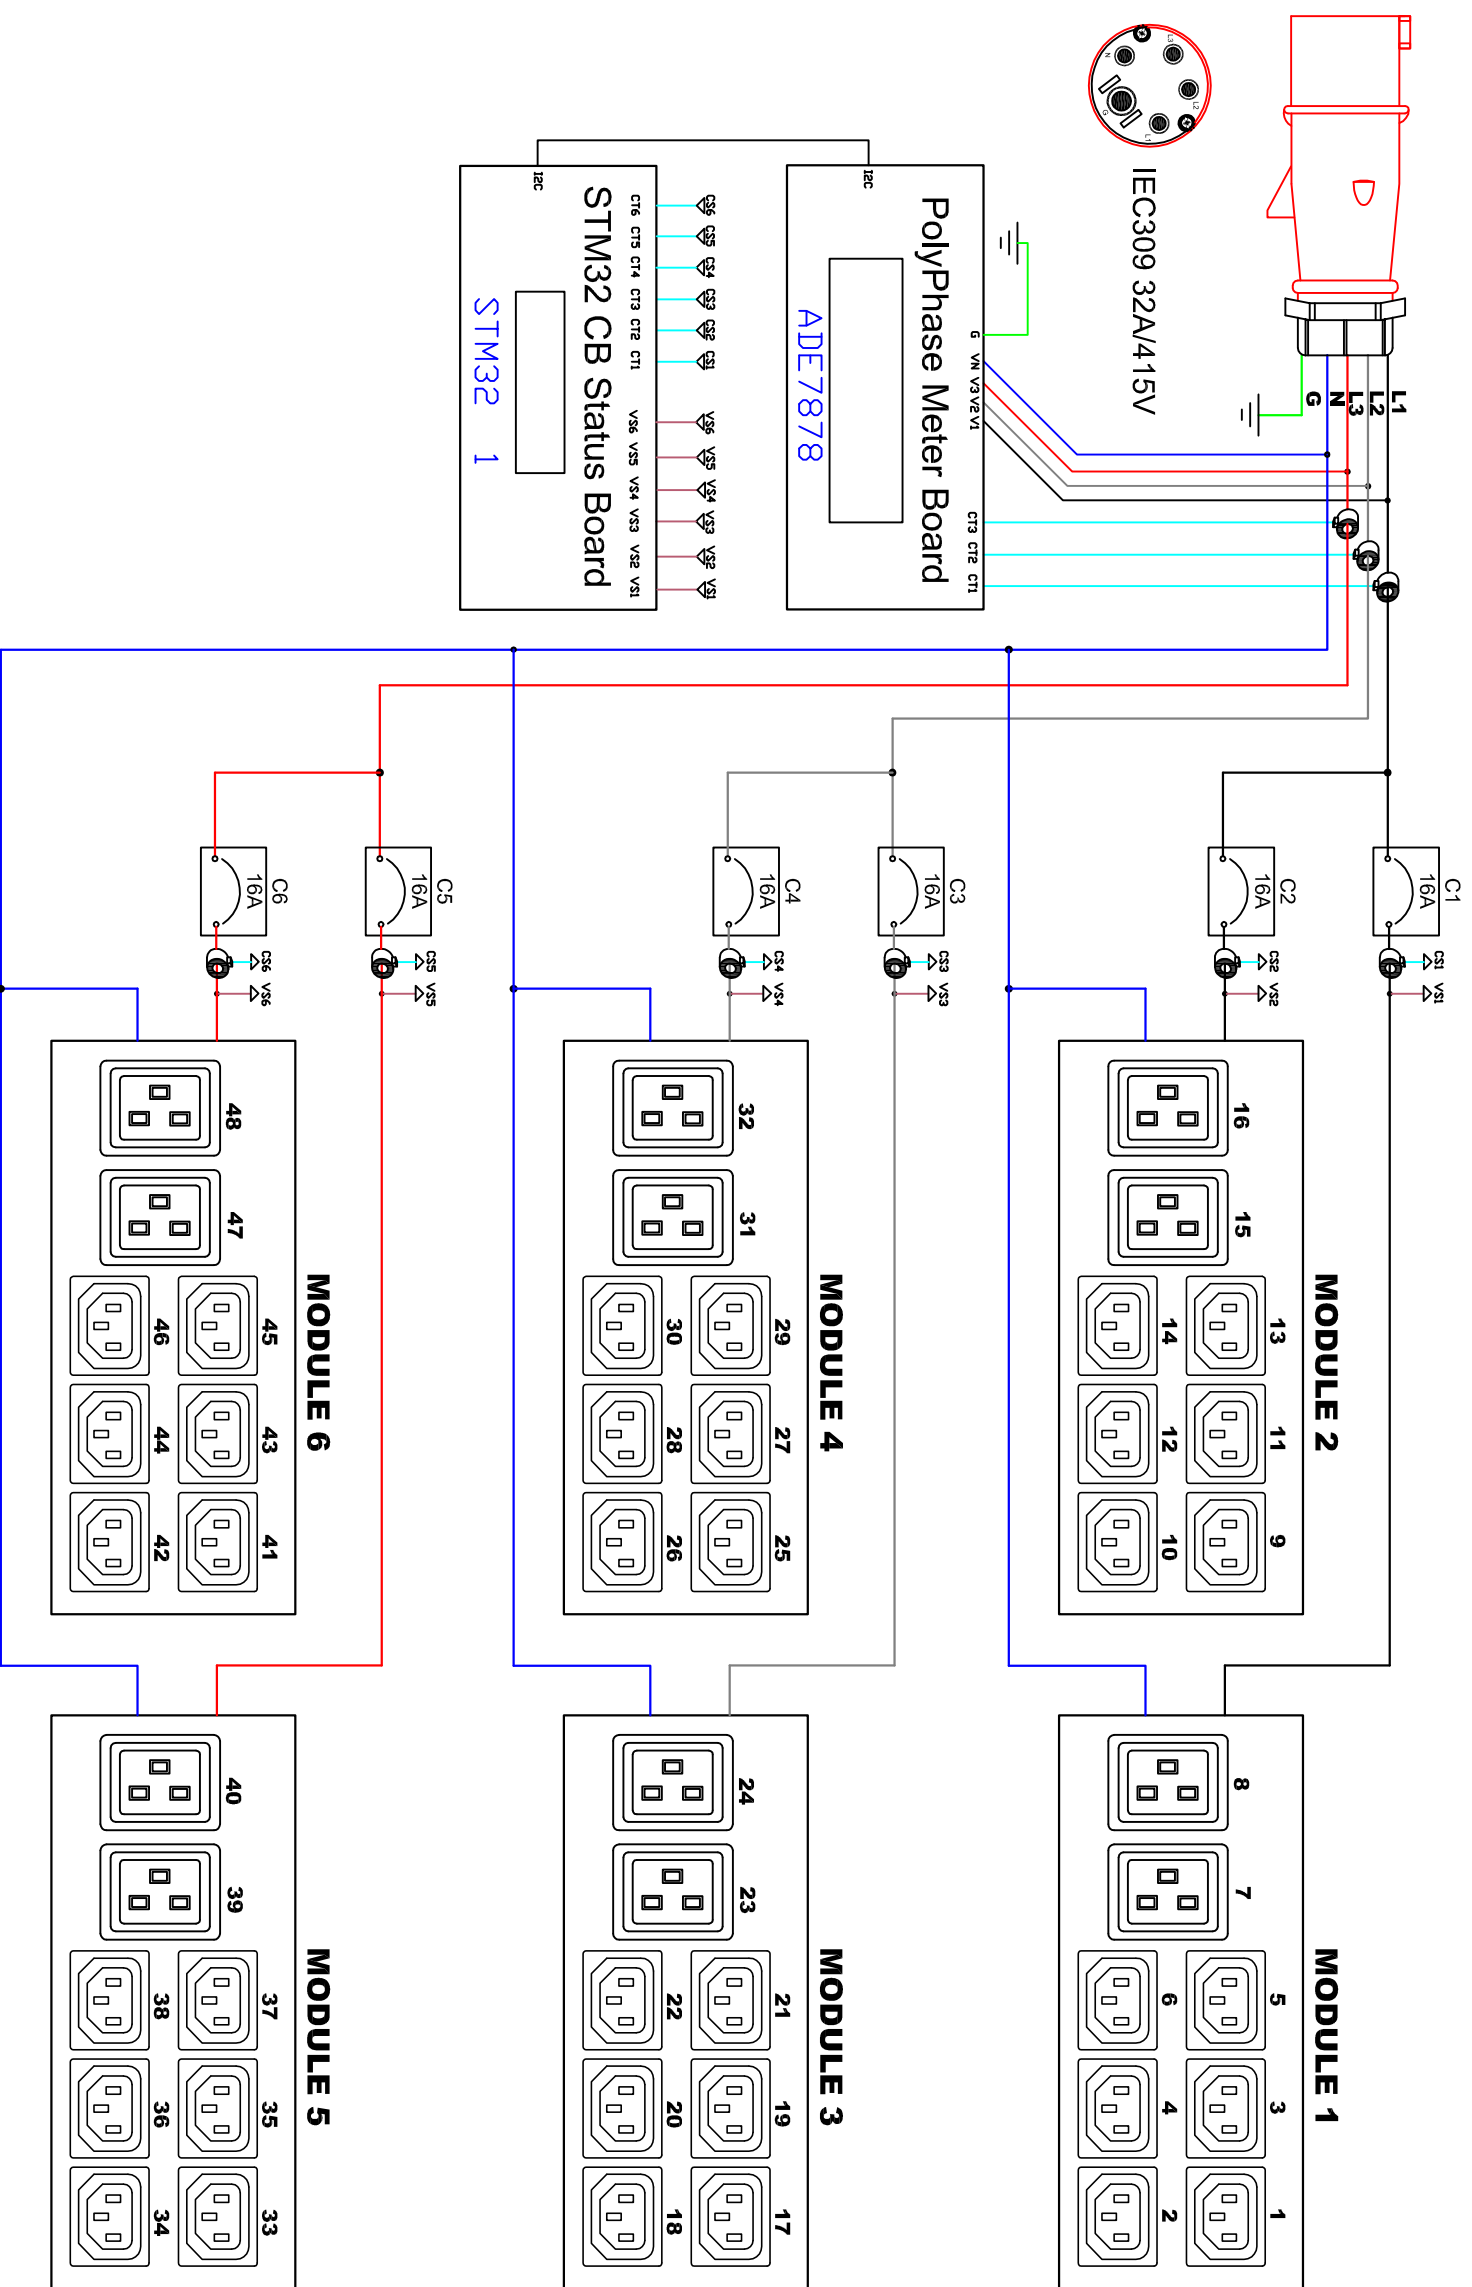 IEC309 32A/415V
L3
L2
L1
N
G
L1
L2
L3
N
G
PolyPhase Meter Board
ADE7878
I2C
G VN V3 V2 V1 CT3 CT2 CT1
STM32 CB Status Board
STM32 1
I2C
CT6 CT5 CT4 CT3 CT2 CT1 VS6 VS5 VS4 VS3 VS2 VS1
CS6 CS5 CS4 CS3 CS2 CS1 VS6 VS5 VS4 VS3 VS2 VS1
C1
16A
CS1 VS1
C2
16A
CS2 VS2
C3
16A
CS3 VS3
C4
16A
CS4 VS4
C5
16A
CS5 VS5
C6
16A
CS6 VS6
MODULE 2
16 15 13 11 9
14 12 10
MODULE 1
8 7 5 3 1
6 4 2
MODULE 4
32 31 29 27 25
30 28 26
MODULE 3
24 23 21 19 17
22 20 18
MODULE 6
48 47 45 43 41
46 44 42
MODULE 5
40 39 37 35 33
38 36 34